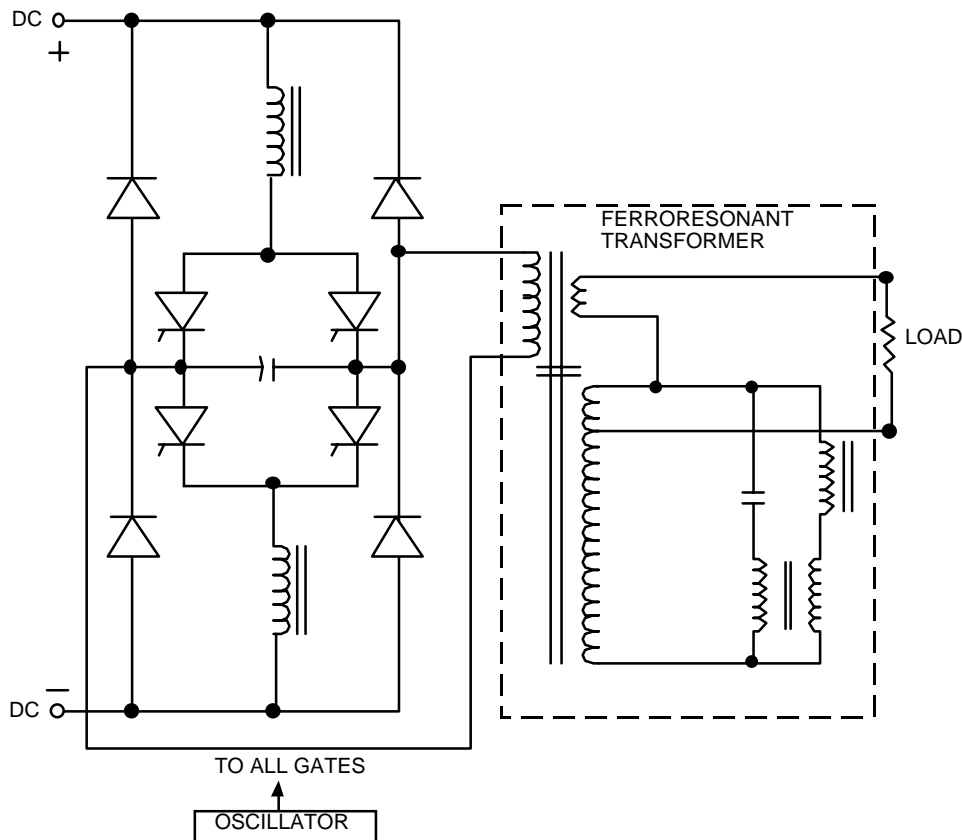 DC
+
FERRORESONANT
TRANSFORMER
LOAD
DC
−
TO ALL GATES
OSCILLATOR